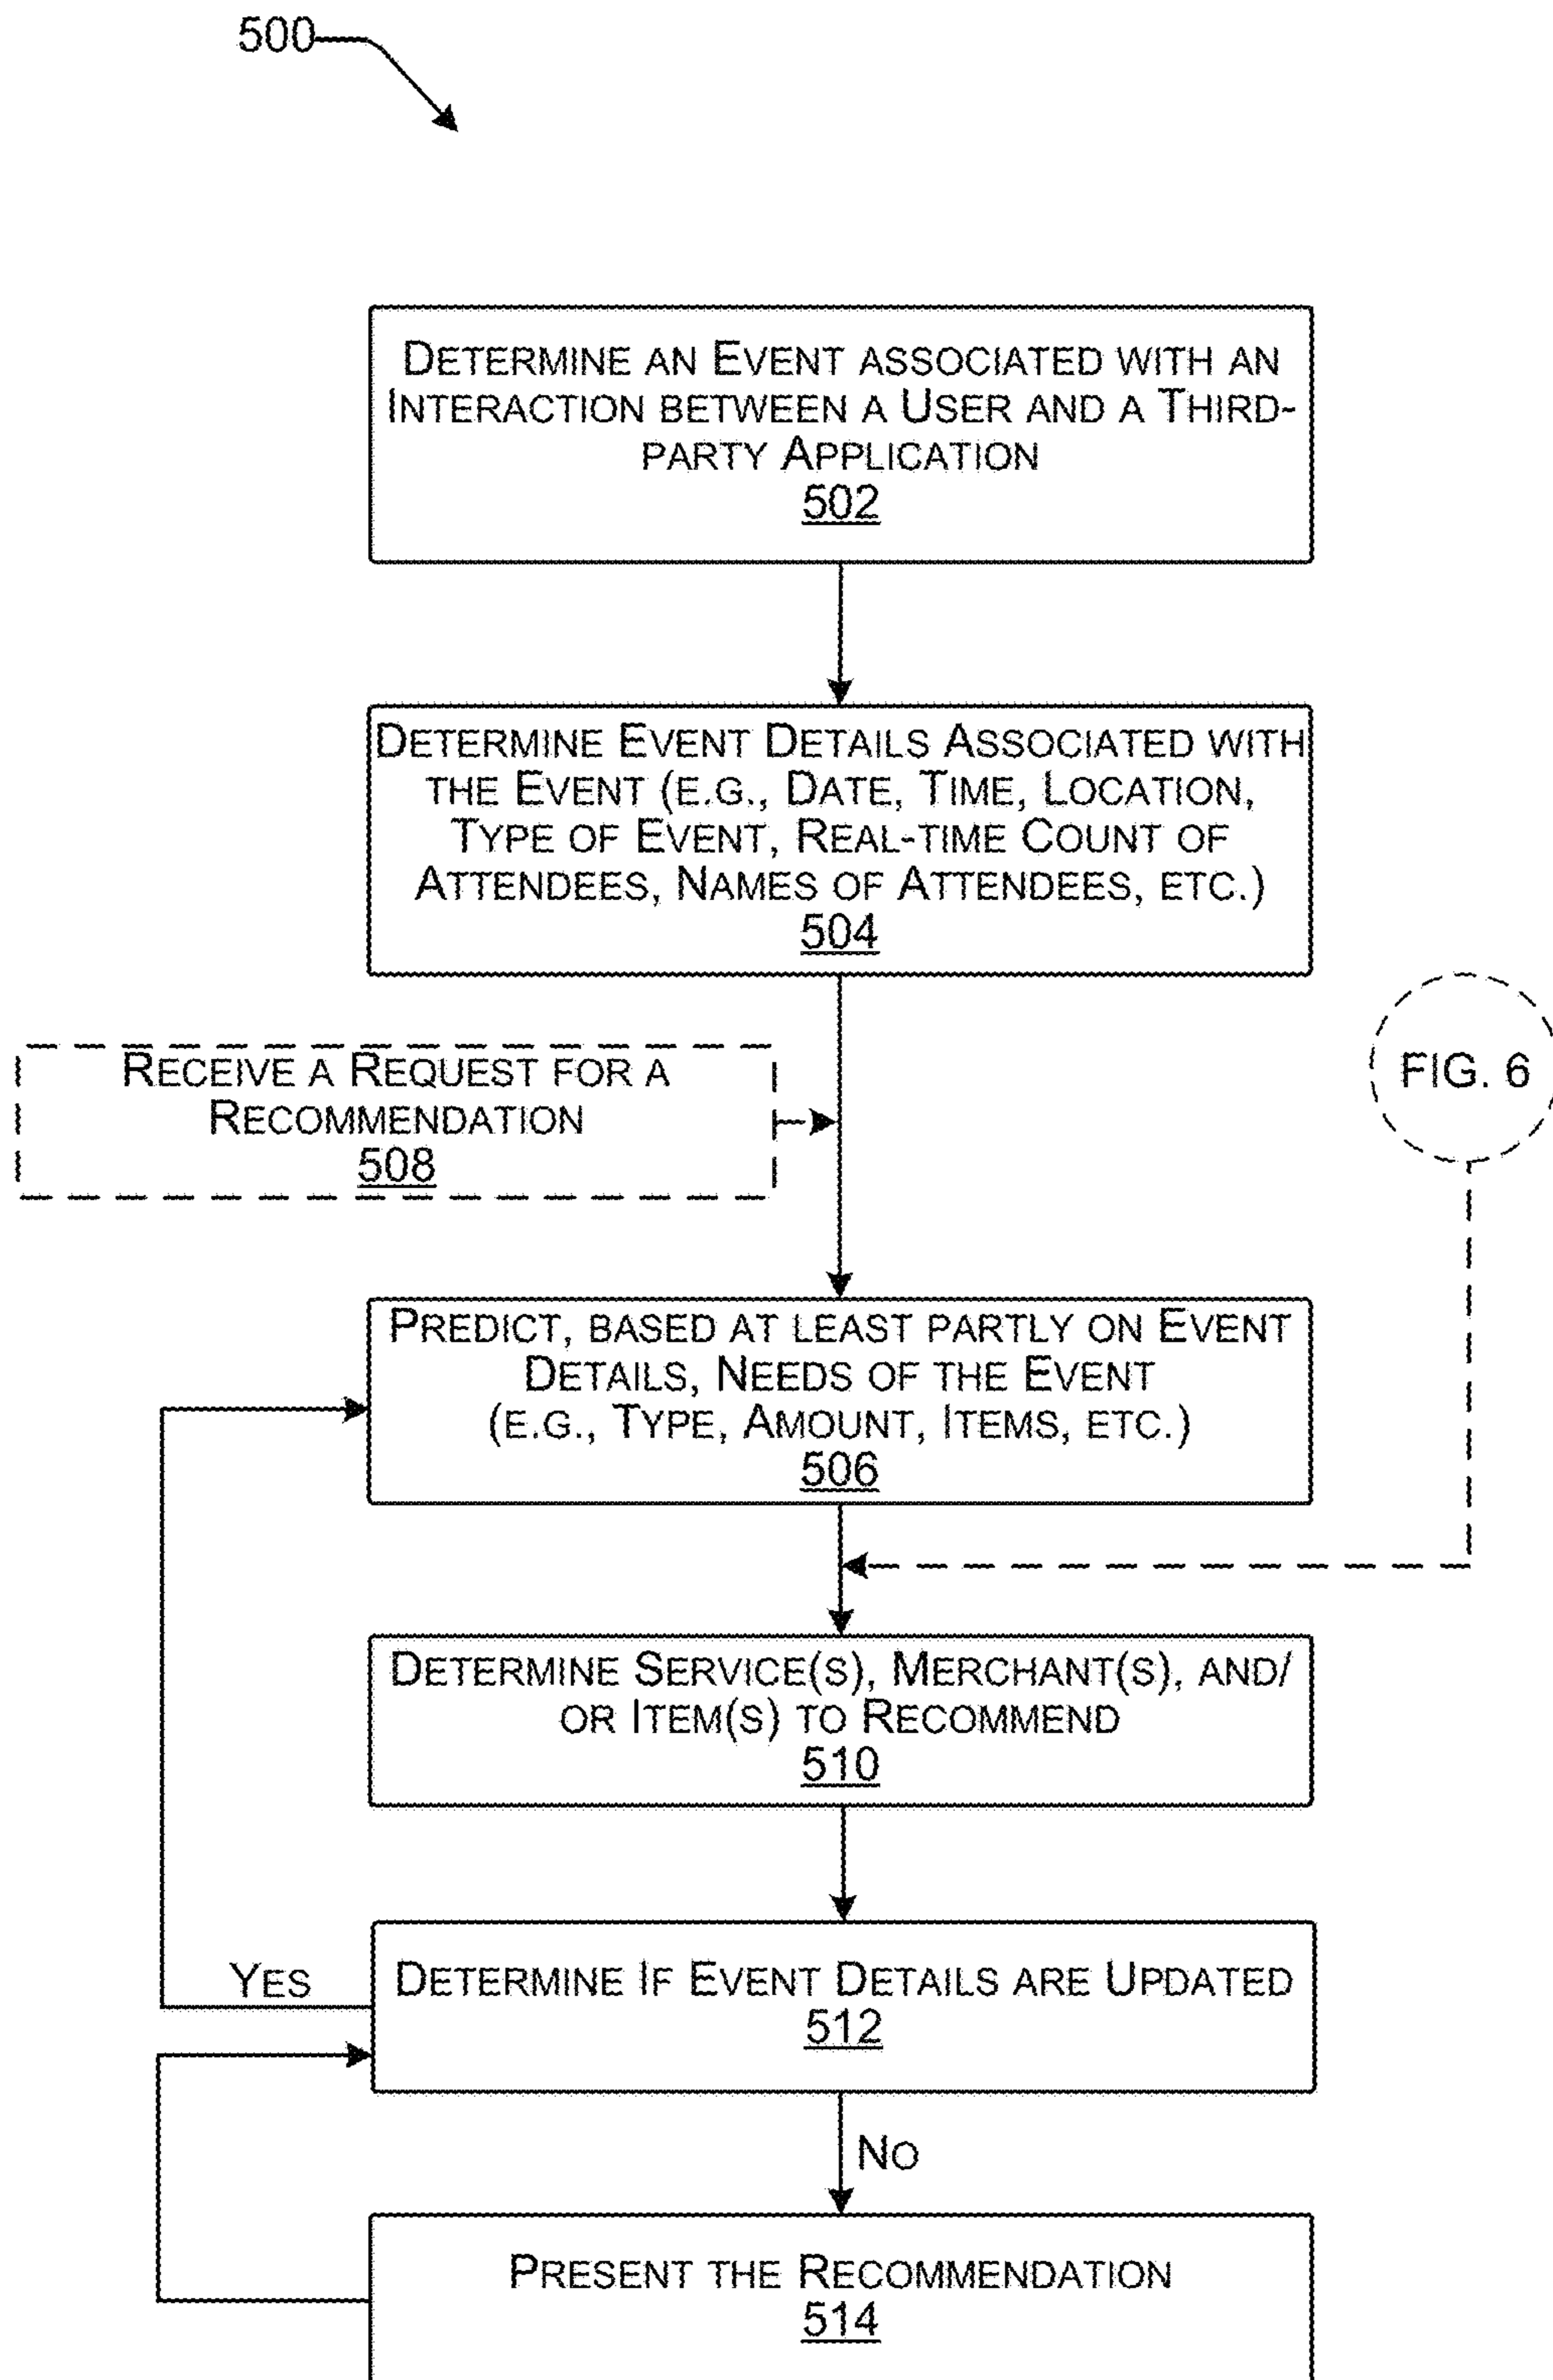 500
DETERMINE AN EVENT ASSOCIATED WITH AN
INTERACTION BETWEEN A USER AND A THIRD-
PARTY APPLICATION
502
DETERMINE EVENT DETAILS ASSOCIATED WITH
THE EVENT (E.G., DATE, TIME, LOCATION,
TYPE OF EVENT, REAL-TIME COUNT OF
ATTENDEES, NAMES OF ATTENDEES, ETC.)
504
RECEIVE A REQUEST FOR A
RECOMMENDATION
508
FIG. 6
PREDICT, BASED AT LEAST PARTLY ON EVENT
DETAILS, NEEDS OF THE EVENT
(E.G., TYPE, AMOUNT, ITEMS, ETC.)
506
DETERMINE SERVICE(S), MERCHANT(S), AND/
OR ITEM(S) TO RECOMMEND
510
YES
DETERMINE IF EVENT DETAILS ARE UPDATED
512
NO
PRESENT THE RECOMMENDATION
514